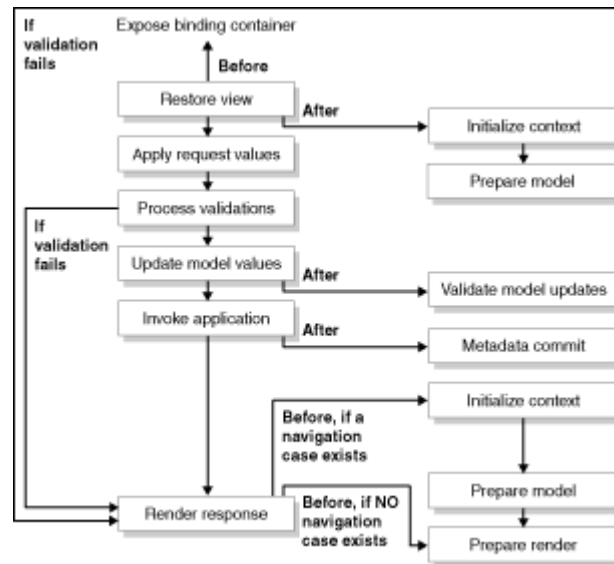 If
validation
fails
Expose binding container
Before
Restore view
After
Initialize context
Apply request values
Prepare model
Process validations
If
validation
fails
Update model values
After
Validate model updates
Invoke application
After
Metadata commit
Initialize context
Before, if a
navigation
case exists
Prepare model
Render response
Before, if NO
navigation
case exists
Prepare render